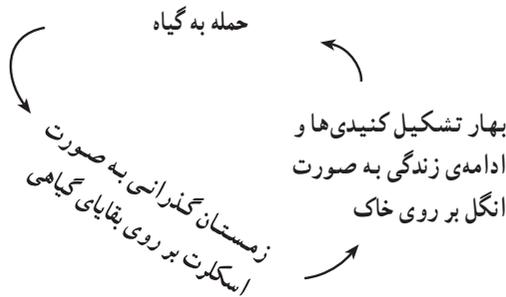 حمله به گیاه
بهار تشکیل کنیدی‌ها و
ادامه‌ی زندگی به صورت
انگل بر روی خاک
زمستان گذرانی به صورت
اسکلرت بر روی بقایای گیاهی